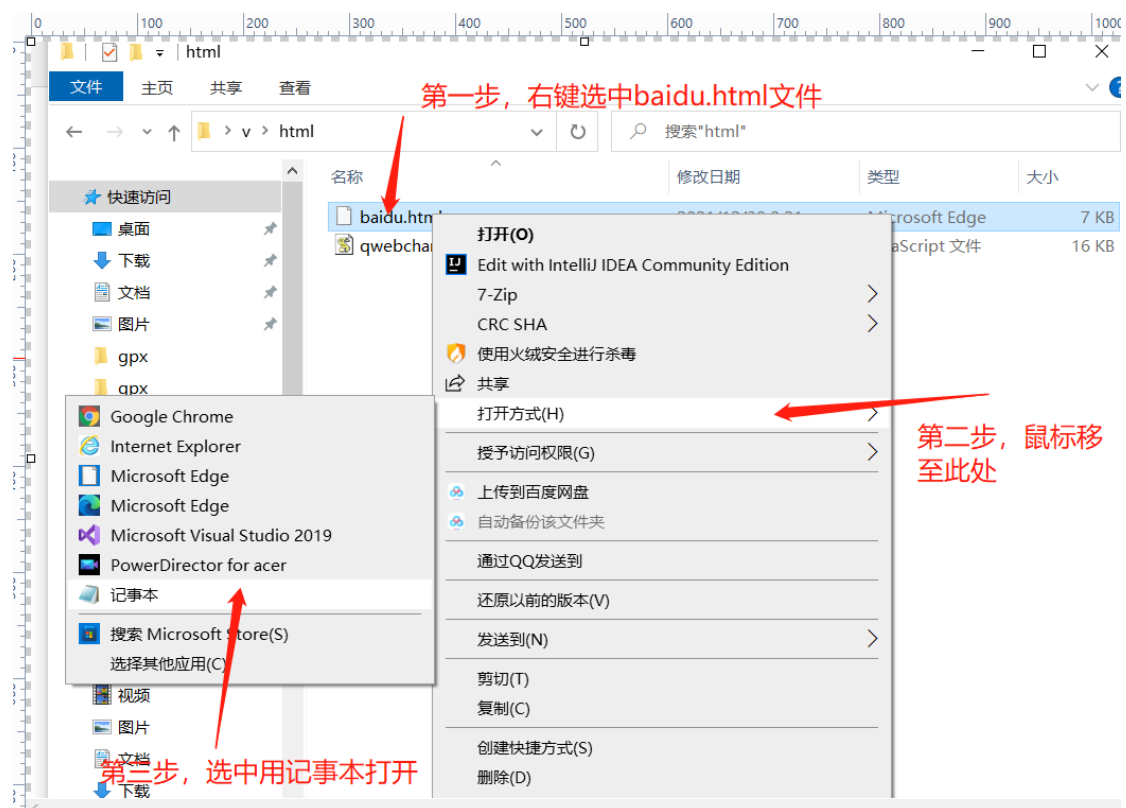 0 100 200 300 400 500 600 700 800 900 1000
html
文件 主页 共享 查看
第一步，右键选中baidu.html文件
v html
搜索"html"
名称 修改日期 类型 大小
快速访问
baidu.htm Microsoft Edge 7 KB
qwebchar aScript 文件 16 KB
桌面
下载
文档
图片
gpx
gpx
打开(O)
Edit with IntelliJ IDEA Community Edition
7-Zip
CRC SHA
使用火绒安全进行杀毒
共享
打开方式(H)
授予访问权限(G)
上传到百度网盘
自动备份该文件夹
通过QQ发送到
还原以前的版本(V)
发送到(N)
剪切(T)
复制(C)
创建快捷方式(S)
删除(D)
第二步，鼠标移
至此处
Google Chrome
Internet Explorer
Microsoft Edge
Microsoft Edge
Microsoft Visual Studio 2019
PowerDirector for acer
记事本
搜索 Microsoft Store(S)
选择其他应用(C)
视频
图片
文档
第三步，选中用记事本打开
下载